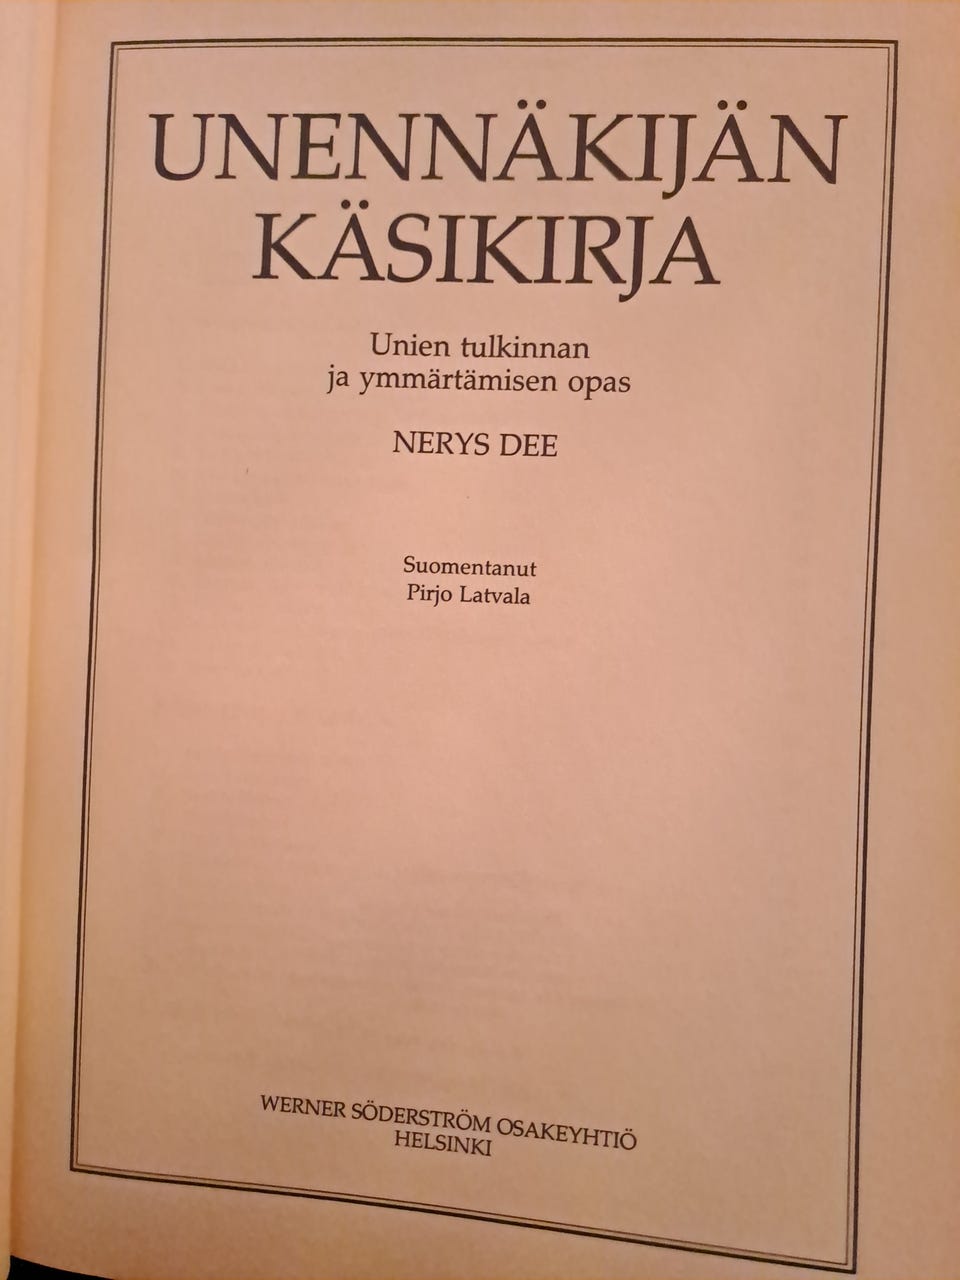 UNENNÄKIJÄN
KÄSIKIRJA
Unien tulkinnan
ja ymmärtämisen opas
NERYS DEE
Suomentanut
Pirjo Latvala
WERNER SÖDERSTRÖM OSAKEYHTIÖ
HELSINKI